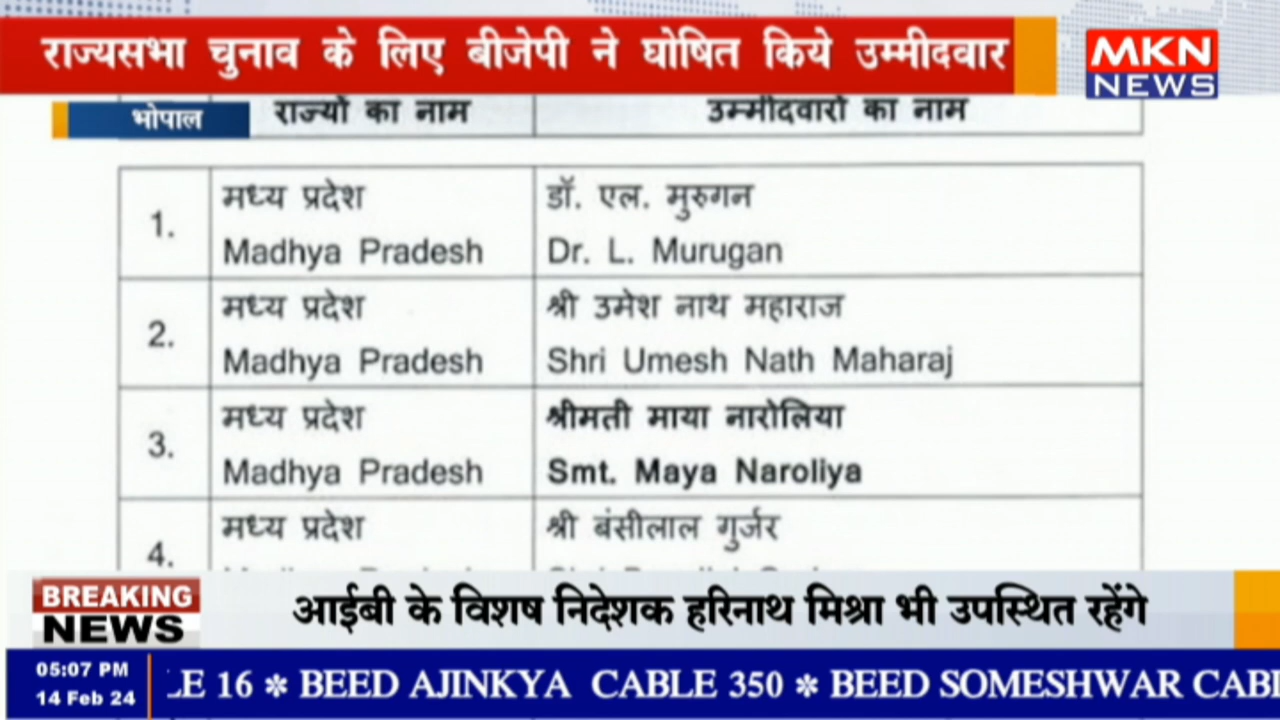 राज्यसभा चुनाव के लिए बीजेपी ने घोषित किये उम्मीदवार
MKN
NEWS
भोपाल
राज्यों का नाम
उम्मीदवारों का नाम
1.
मध्य प्रदेश
Madhya Pradesh
डॉ. एल. मुरुगन
Dr. L. Murugan
2.
मध्य प्रदेश
Madhya Pradesh
श्री उमेश नाथ महाराज
Shri Umesh Nath Maharaj
3.
मध्य प्रदेश
Madhya Pradesh
श्रीमती माया नारोलिया
Smt. Maya Naroliya
4.
मध्य प्रदेश
श्री बंसीलाल गुर्जर
BREAKING
NEWS
आईबी के विशष निदेशक हरिनाथ मिश्रा भी उपस्थित रहेंगे
05:07 PM
14 Feb 24
LE 16 ✻ BEED AJINKYA CABLE 350 ✻ BEED SOMESHWAR CABL